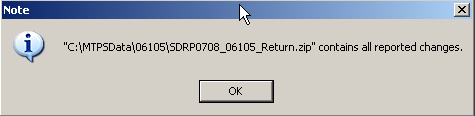 Note
"C:\MTPSData\06105\SDRP0708_06105_Return.zip" contains all reported changes.
OK